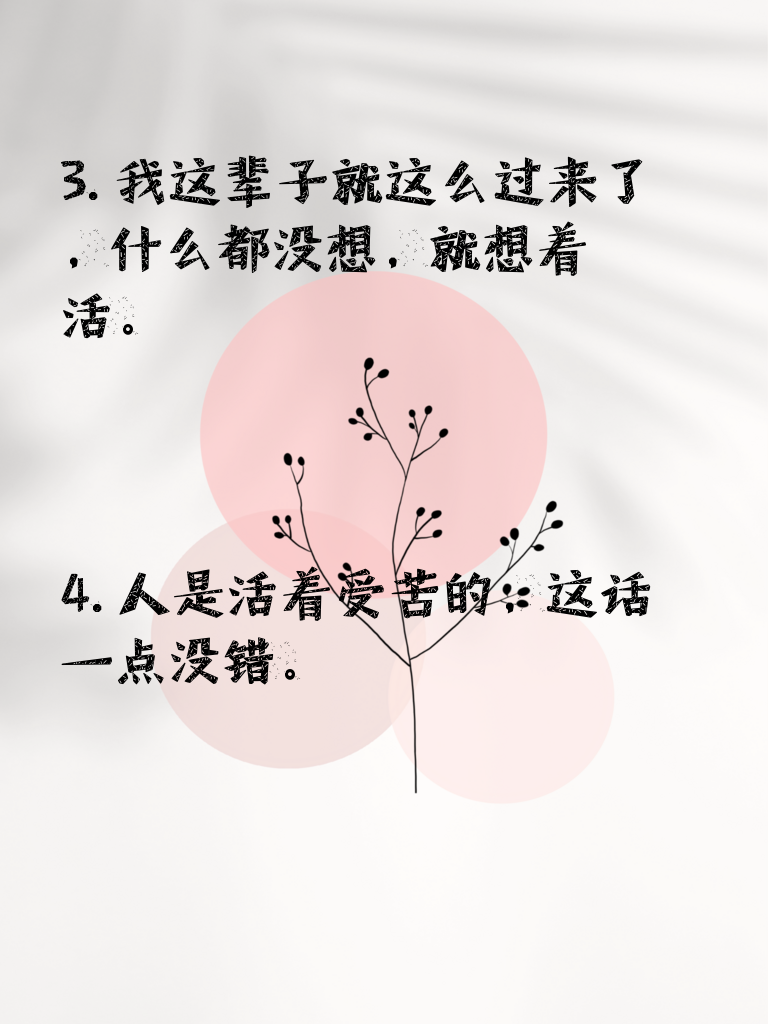 3.我这辈子就这么过来了
，什么都没想，就想着
活。
4.人是活着受苦的，这话
一点没错。